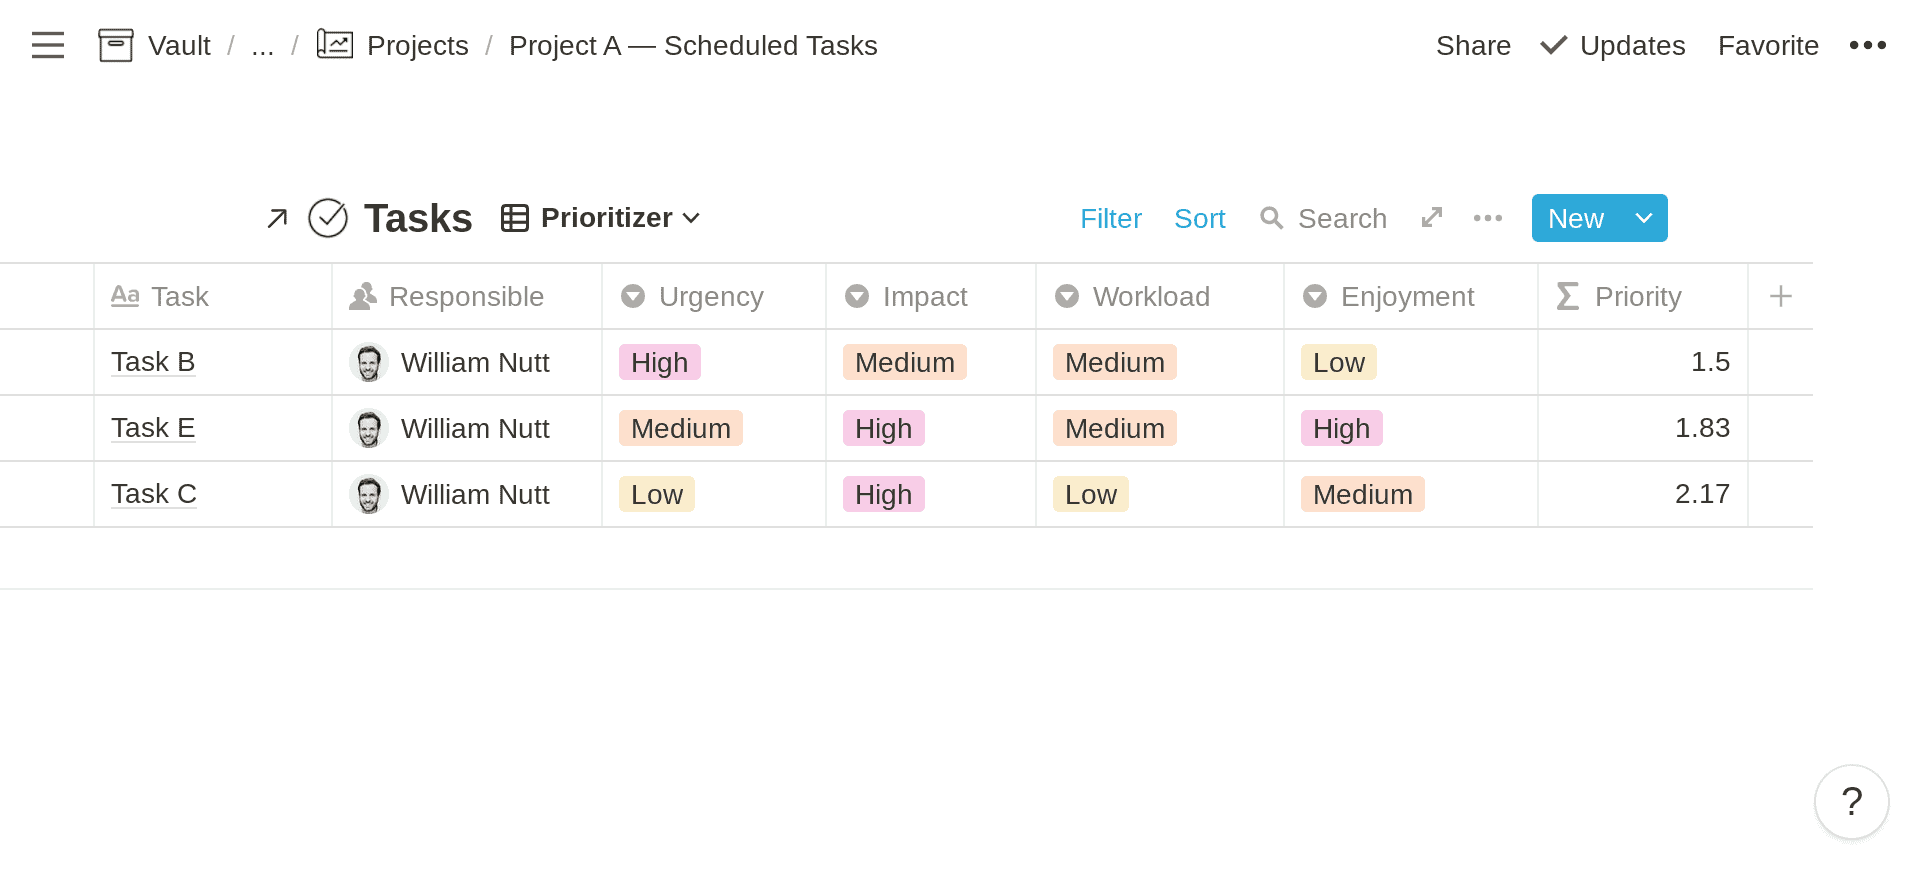 Vault / ... / Projects / Project A — Scheduled Tasks Share Updates Favorite •••
Tasks Prioritizer Filter Sort Search ••• New
Aa Task Responsible Urgency Impact Workload Enjoyment Σ Priority +
Task B William Nutt High Medium Medium Low 1.5
Task E William Nutt Medium High Medium High 1.83
Task C William Nutt Low High Low Medium 2.17
?